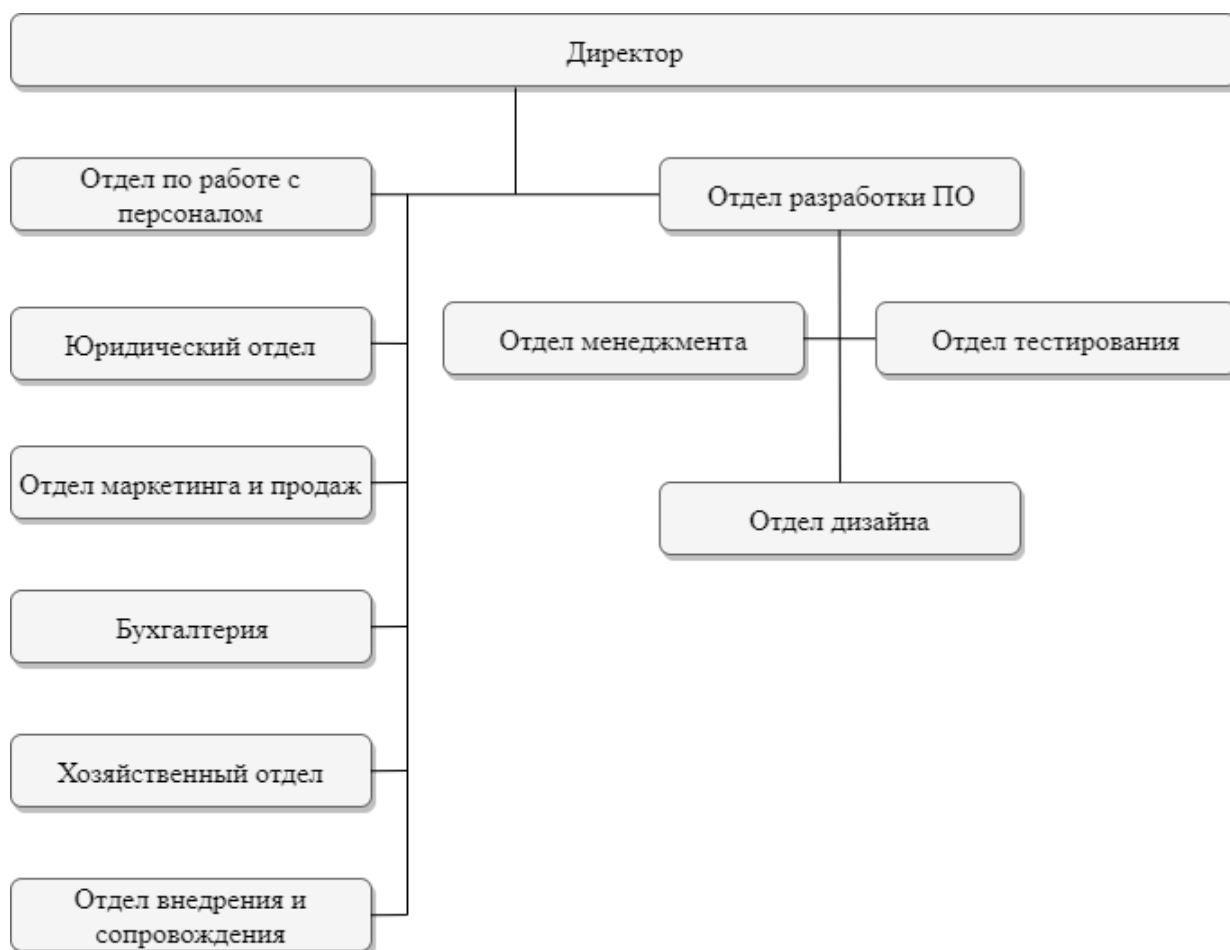 Директор
Отдел по работе с
персоналом
Отдел разработки ПО
Юридический отдел
Отдел менеджмента
Отдел тестирования
Отдел маркетинга и продаж
Отдел дизайна
Бухгалтерия
Хозяйственный отдел
Отдел внедрения и
сопровождения